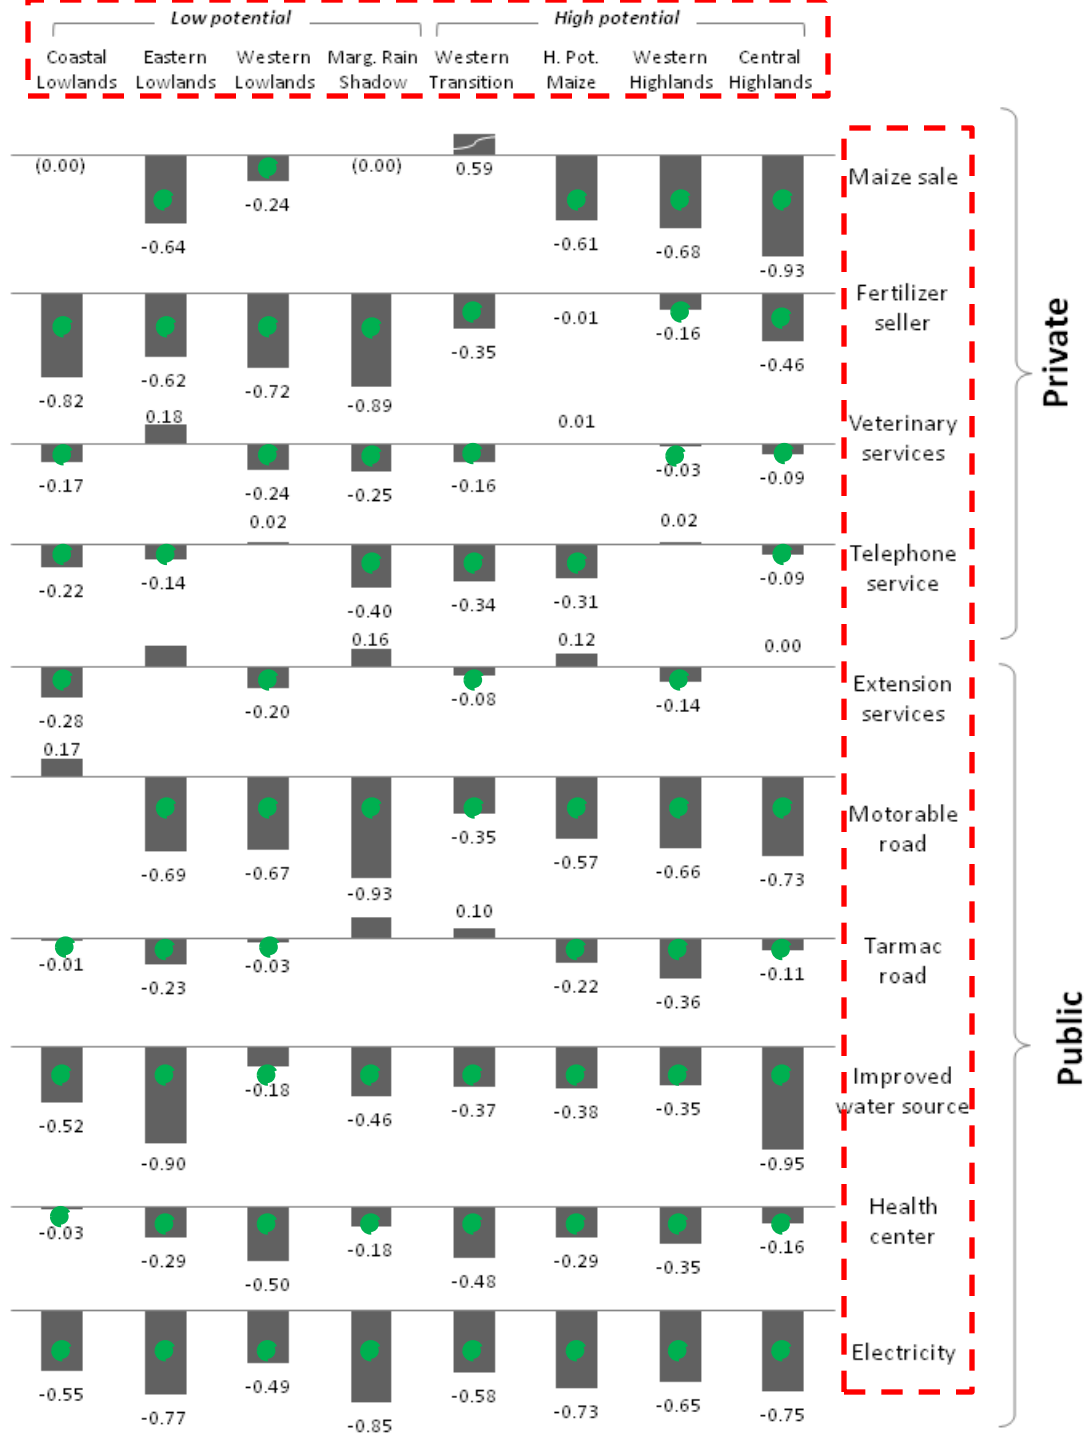 Low potential High potential
Coastal Eastern Western Marg. Rain Western H. Pot. Western Central
Lowlands Lowlands Lowlands Shadow Transition Maize Highlands Highlands
(0.00) (0.00) 0.59
Maize sale
-0.24
-0.64 -0.61 -0.68
-0.93
Fertilizer
seller
-0.01 -0.16
-0.35 -0.46
-0.62 -0.72
-0.82 -0.89
0.18 0.01
Veterinary
services
-0.03 -0.09
-0.17 -0.24 -0.25 -0.16
0.02 0.02
Telephone
service
-0.22 -0.14 -0.09
-0.40 -0.34 -0.31
0.16 0.12 0.00
Private
Extension
services
-0.20 -0.08 -0.14
-0.28
0.17
Motorable
road
-0.35
-0.57
-0.69 -0.67 -0.66 -0.73
-0.93
0.10
Tarmac
road
-0.01 -0.03 -0.11
-0.23 -0.22 -0.36
Improved
water source
-0.18
-0.52 -0.46 -0.37 -0.38 -0.35
-0.90 -0.95
Health
center
-0.03 -0.18 -0.16
-0.29 -0.29 -0.35
-0.50 -0.48
Electricity
-0.55 -0.49 -0.58
-0.77 -0.85 -0.73 -0.65 -0.75
Public